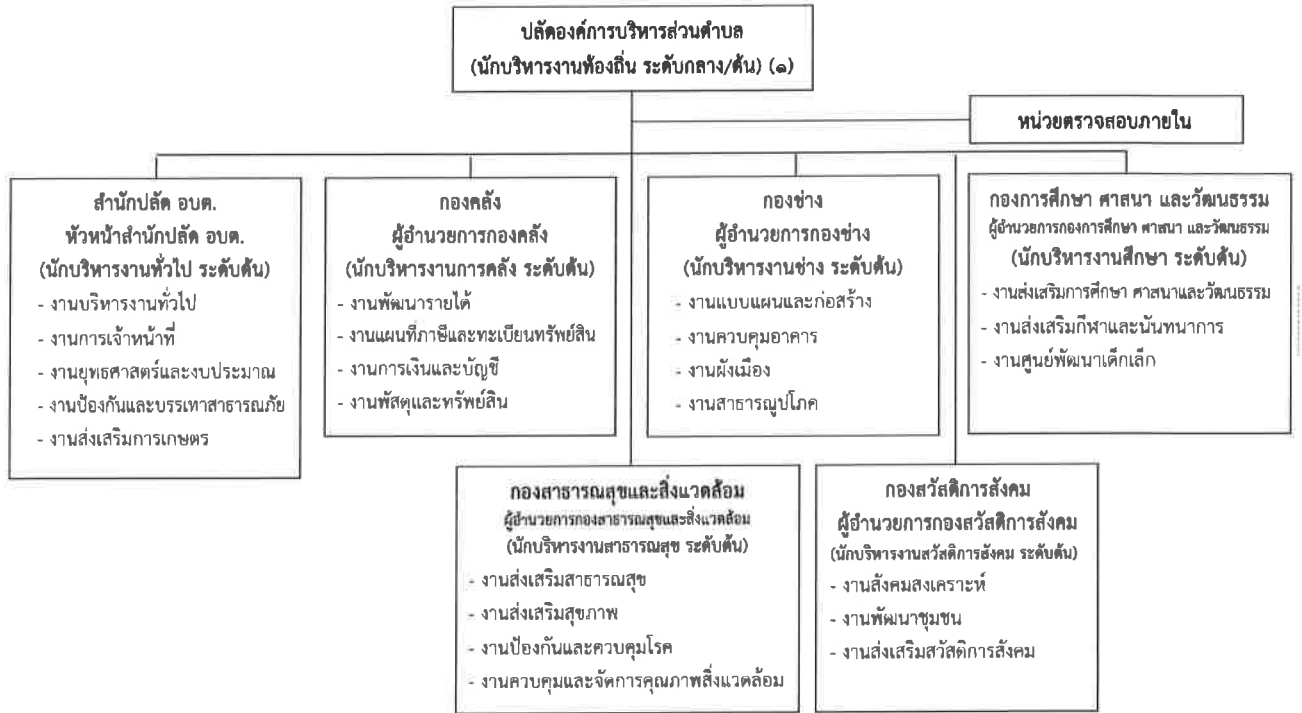 ปลัดองค์การบริหารส่วนตำบล
(นักบริหารงานท้องถิ่น ระดับกลาง/ต้น) (๑)
หน่วยตรวจสอบภายใน
สำนักปลัด อบต.
หัวหน้าสำนักปลัด อบต.
(นักบริหารงานทั่วไป ระดับต้น)
- งานบริหารงานทั่วไป
- งานการเจ้าหน้าที่
- งานยุทธศาสตร์และงบประมาณ
- งานป้องกันและบรรเทาสาธารณภัย
- งานส่งเสริมการเกษตร
กองคลัง
ผู้อำนวยการกองคลัง
(นักบริหารงานการคลัง ระดับต้น)
- งานพัฒนารายได้
- งานแผนที่ภาษีและทะเบียนทรัพย์สิน
- งานการเงินและบัญชี
- งานพัสดุและทรัพย์สิน
กองช่าง
ผู้อำนวยการกองช่าง
(นักบริหารงานช่าง ระดับต้น)
- งานแบบแผนและก่อสร้าง
- งานควบคุมอาคาร
- งานผังเมือง
- งานสาธารณูปโภค
กองการศึกษา ศาสนา และวัฒนธรรม
ผู้อำนวยการกองการศึกษา ศาสนา และวัฒนธรรม
(นักบริหารงานศึกษา ระดับต้น)
- งานส่งเสริมการศึกษา ศาสนาและวัฒนธรรม
- งานส่งเสริมกีฬาและนันทนาการ
- งานศูนย์พัฒนาเด็กเล็ก
กองสาธารณสุขและสิ่งแวดล้อม
ผู้อำนวยการกองสาธารณสุขและสิ่งแวดล้อม
(นักบริหารงานสาธารณสุข ระดับต้น)
- งานส่งเสริมสาธารณสุข
- งานส่งเสริมสุขภาพ
- งานป้องกันและควบคุมโรค
- งานควบคุมและจัดการคุณภาพสิ่งแวดล้อม
กองสวัสดิการสังคม
ผู้อำนวยการกองสวัสดิการสังคม
(นักบริหารงานสวัสดิการสังคม ระดับต้น)
- งานสังคมสงเคราะห์
- งานพัฒนาชุมชน
- งานส่งเสริมสวัสดิการสังคม